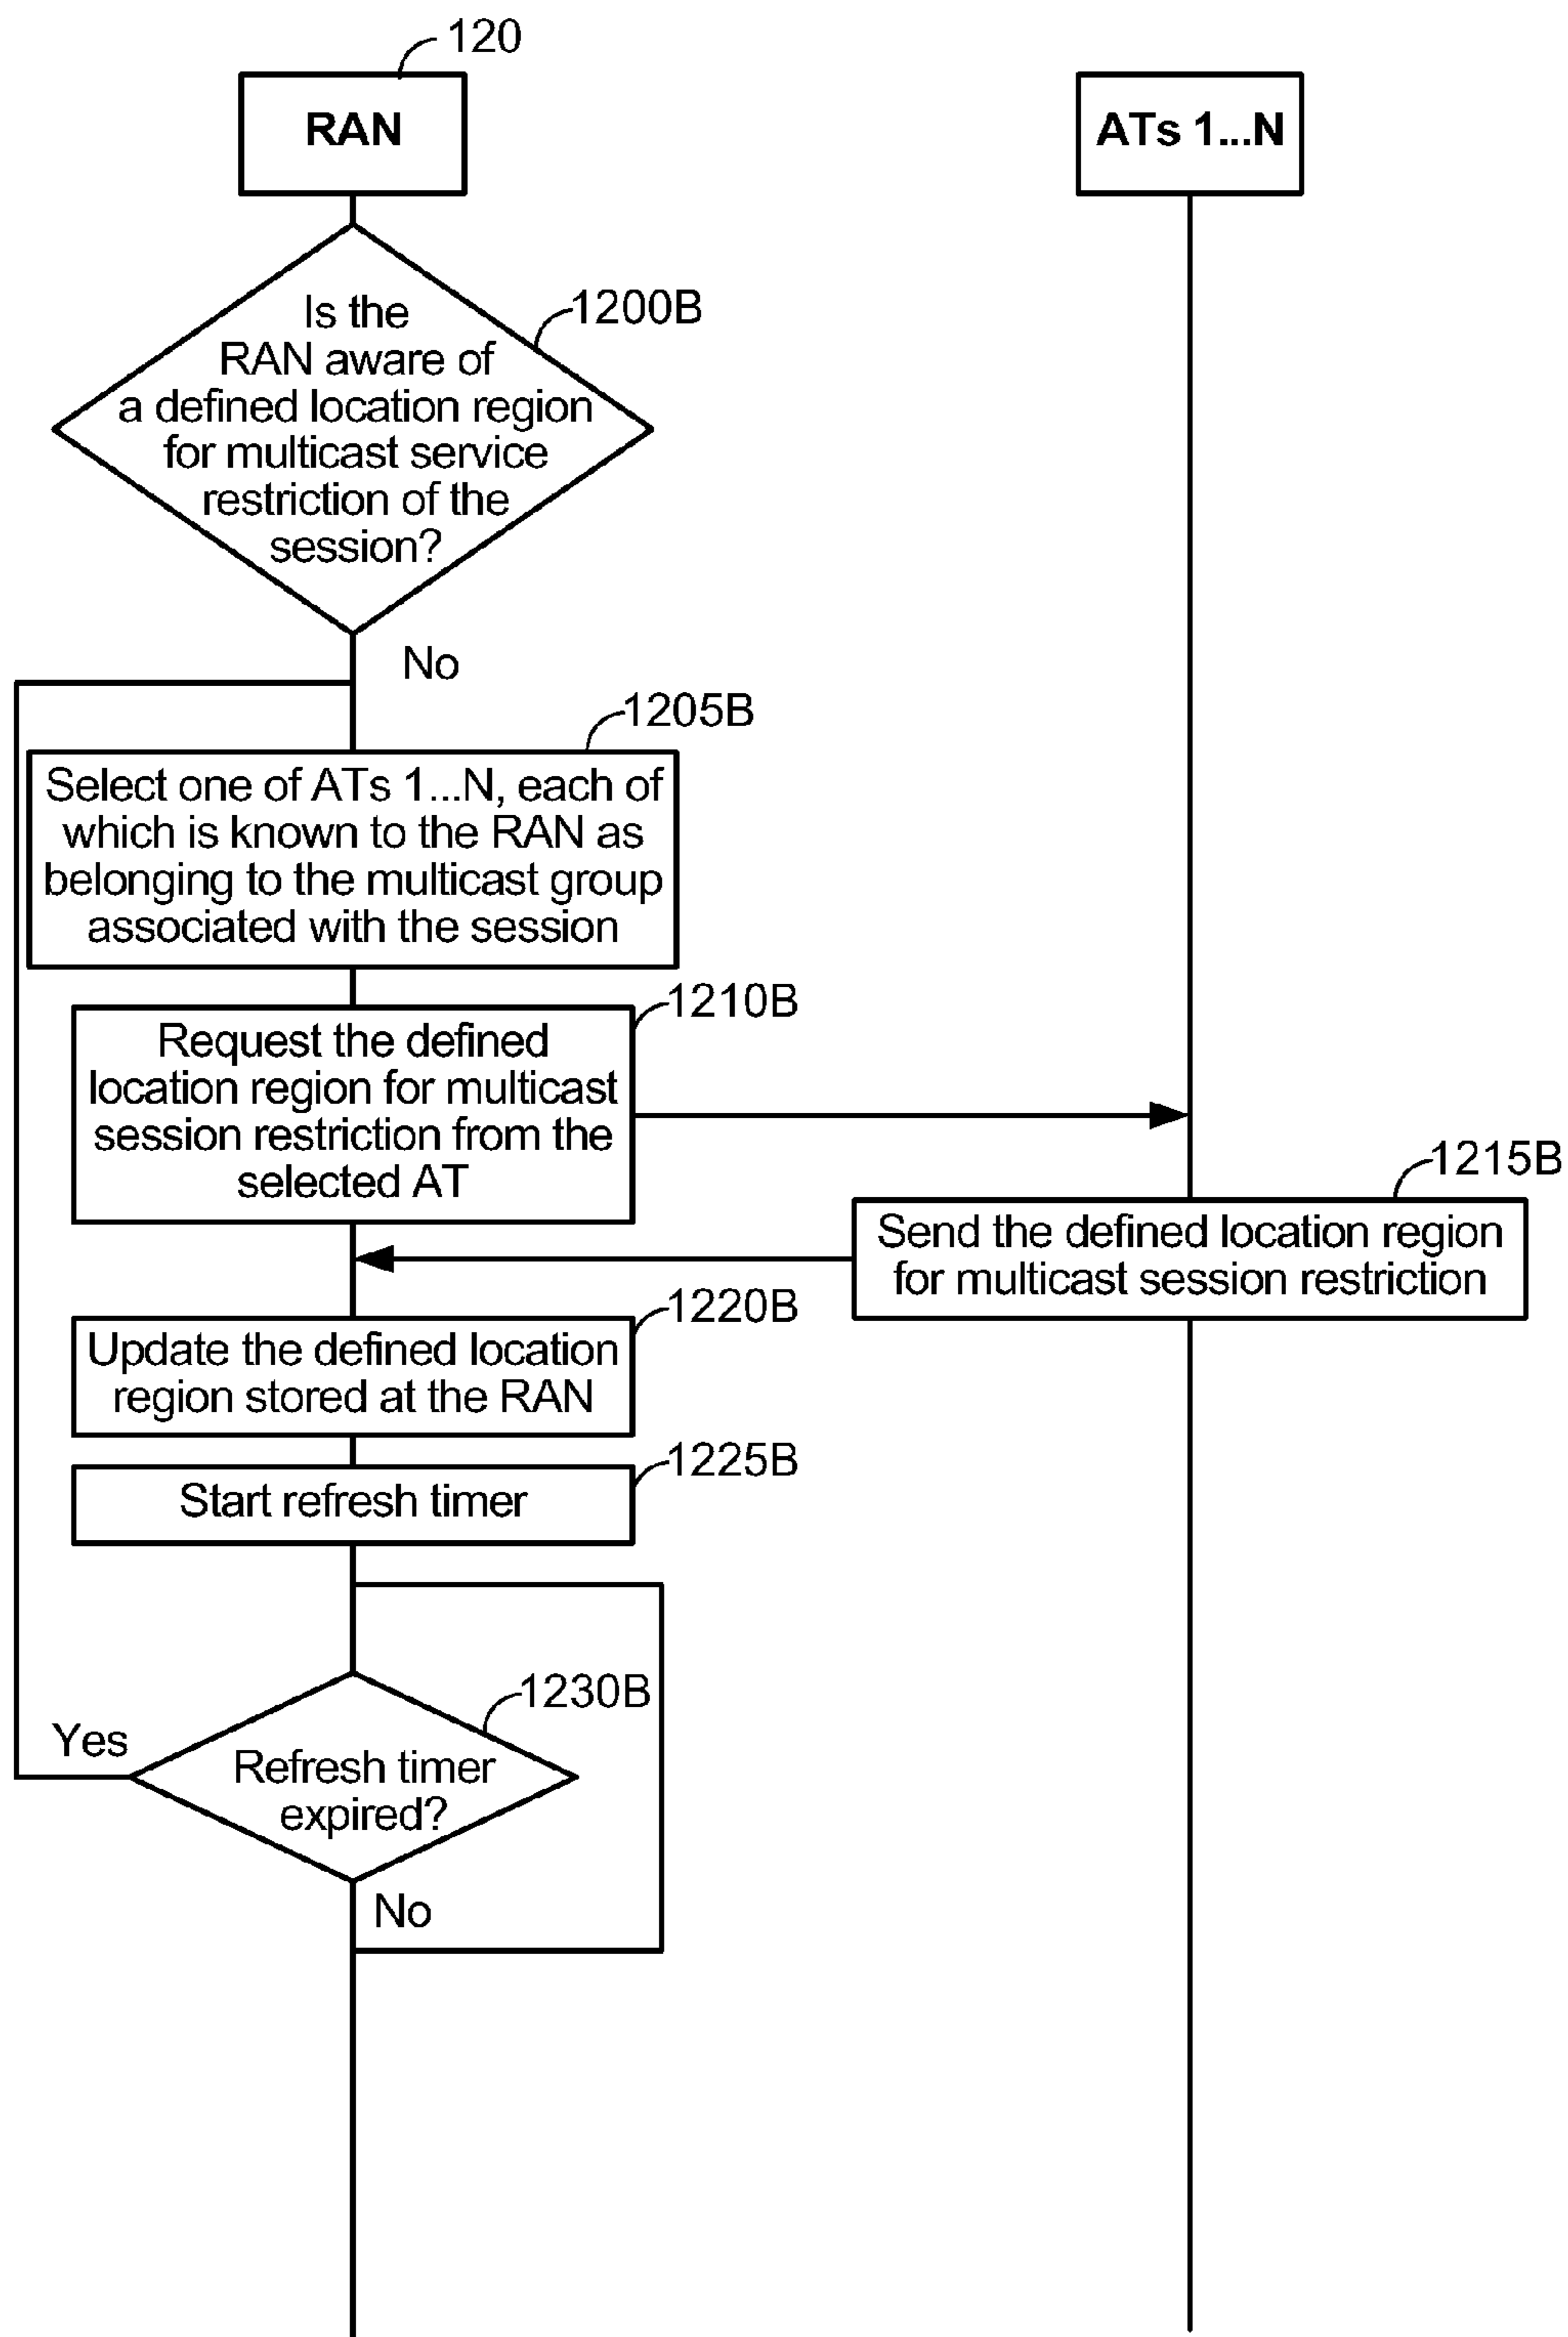 120
RAN
ATs 1...N
Is the
RAN aware of
a defined location region
for multicast service
restriction of the
session?
1200B
No
1205B
Select one of ATs 1...N, each of
which is known to the RAN as
belonging to the multicast group
associated with the session
1210B
Request the defined
location region for multicast
session restriction from the
selected AT
1215B
Send the defined location region
for multicast session restriction
1220B
Update the defined location
region stored at the RAN
1225B
Start refresh timer
1230B
Yes
Refresh timer
expired?
No